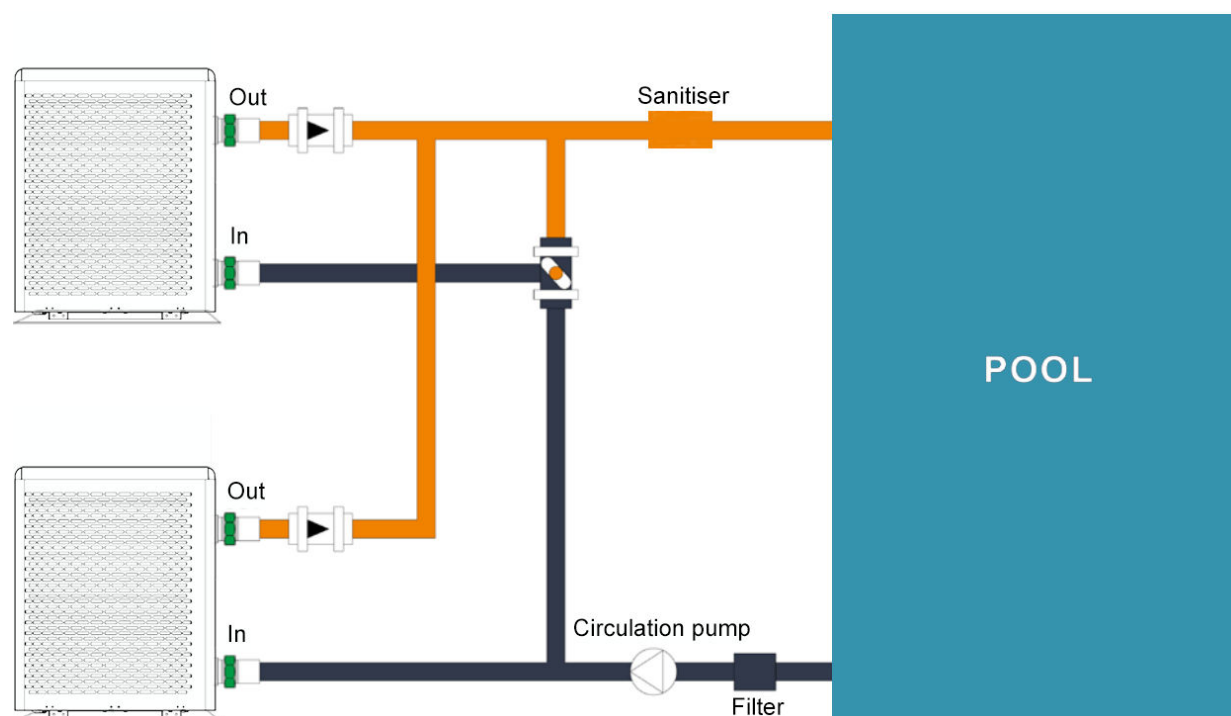 Out
Sanitiser
In
POOL
Out
In
Circulation pump
Filter